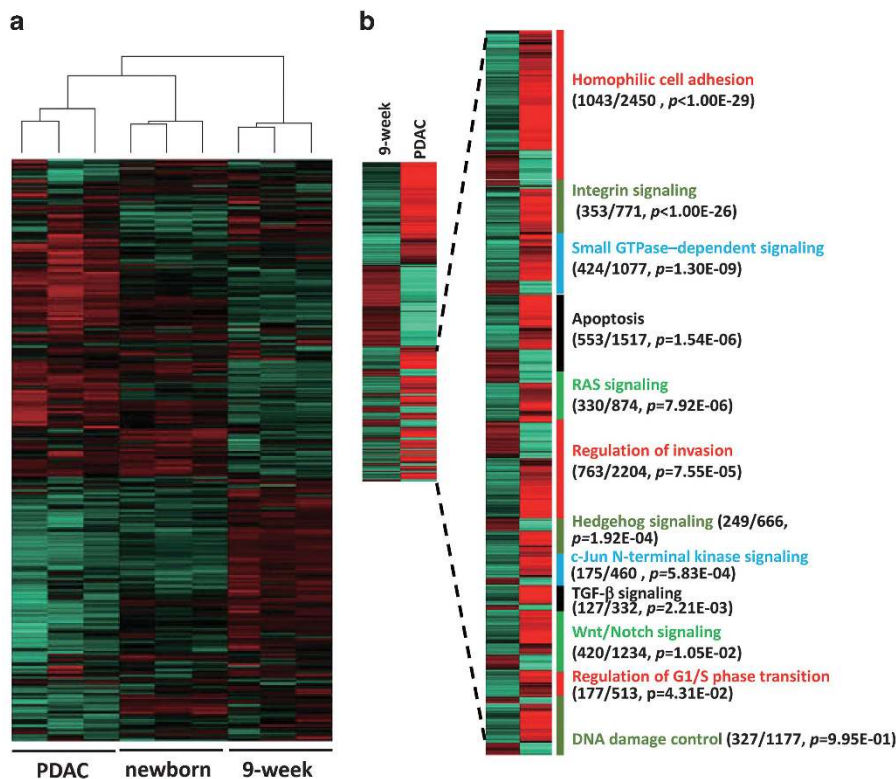 a
b
9-week
PDAC
Homophilic cell adhesion
(1043/2450 , p<1.00E-29)
Integrin signaling
(353/771, p<1.00E-26)
Small GTPase–dependent signaling
(424/1077, p=1.30E-09)
Apoptosis
(553/1517, p=1.54E-06)
RAS signaling
(330/874, p=7.92E-06)
Regulation of invasion
(763/2204, p=7.55E-05)
Hedgehog signaling (249/666,
p=1.92E-04)
c-Jun N-terminal kinase signaling
(175/460 , p=5.83E-04)
TGF-β signaling
(127/332, p=2.21E-03)
Wnt/Notch signaling
(420/1234, p=1.05E-02)
Regulation of G1/S phase transition
(177/513, p=4.31E-02)
DNA damage control (327/1177, p=9.95E-01)
PDAC
newborn
9-week